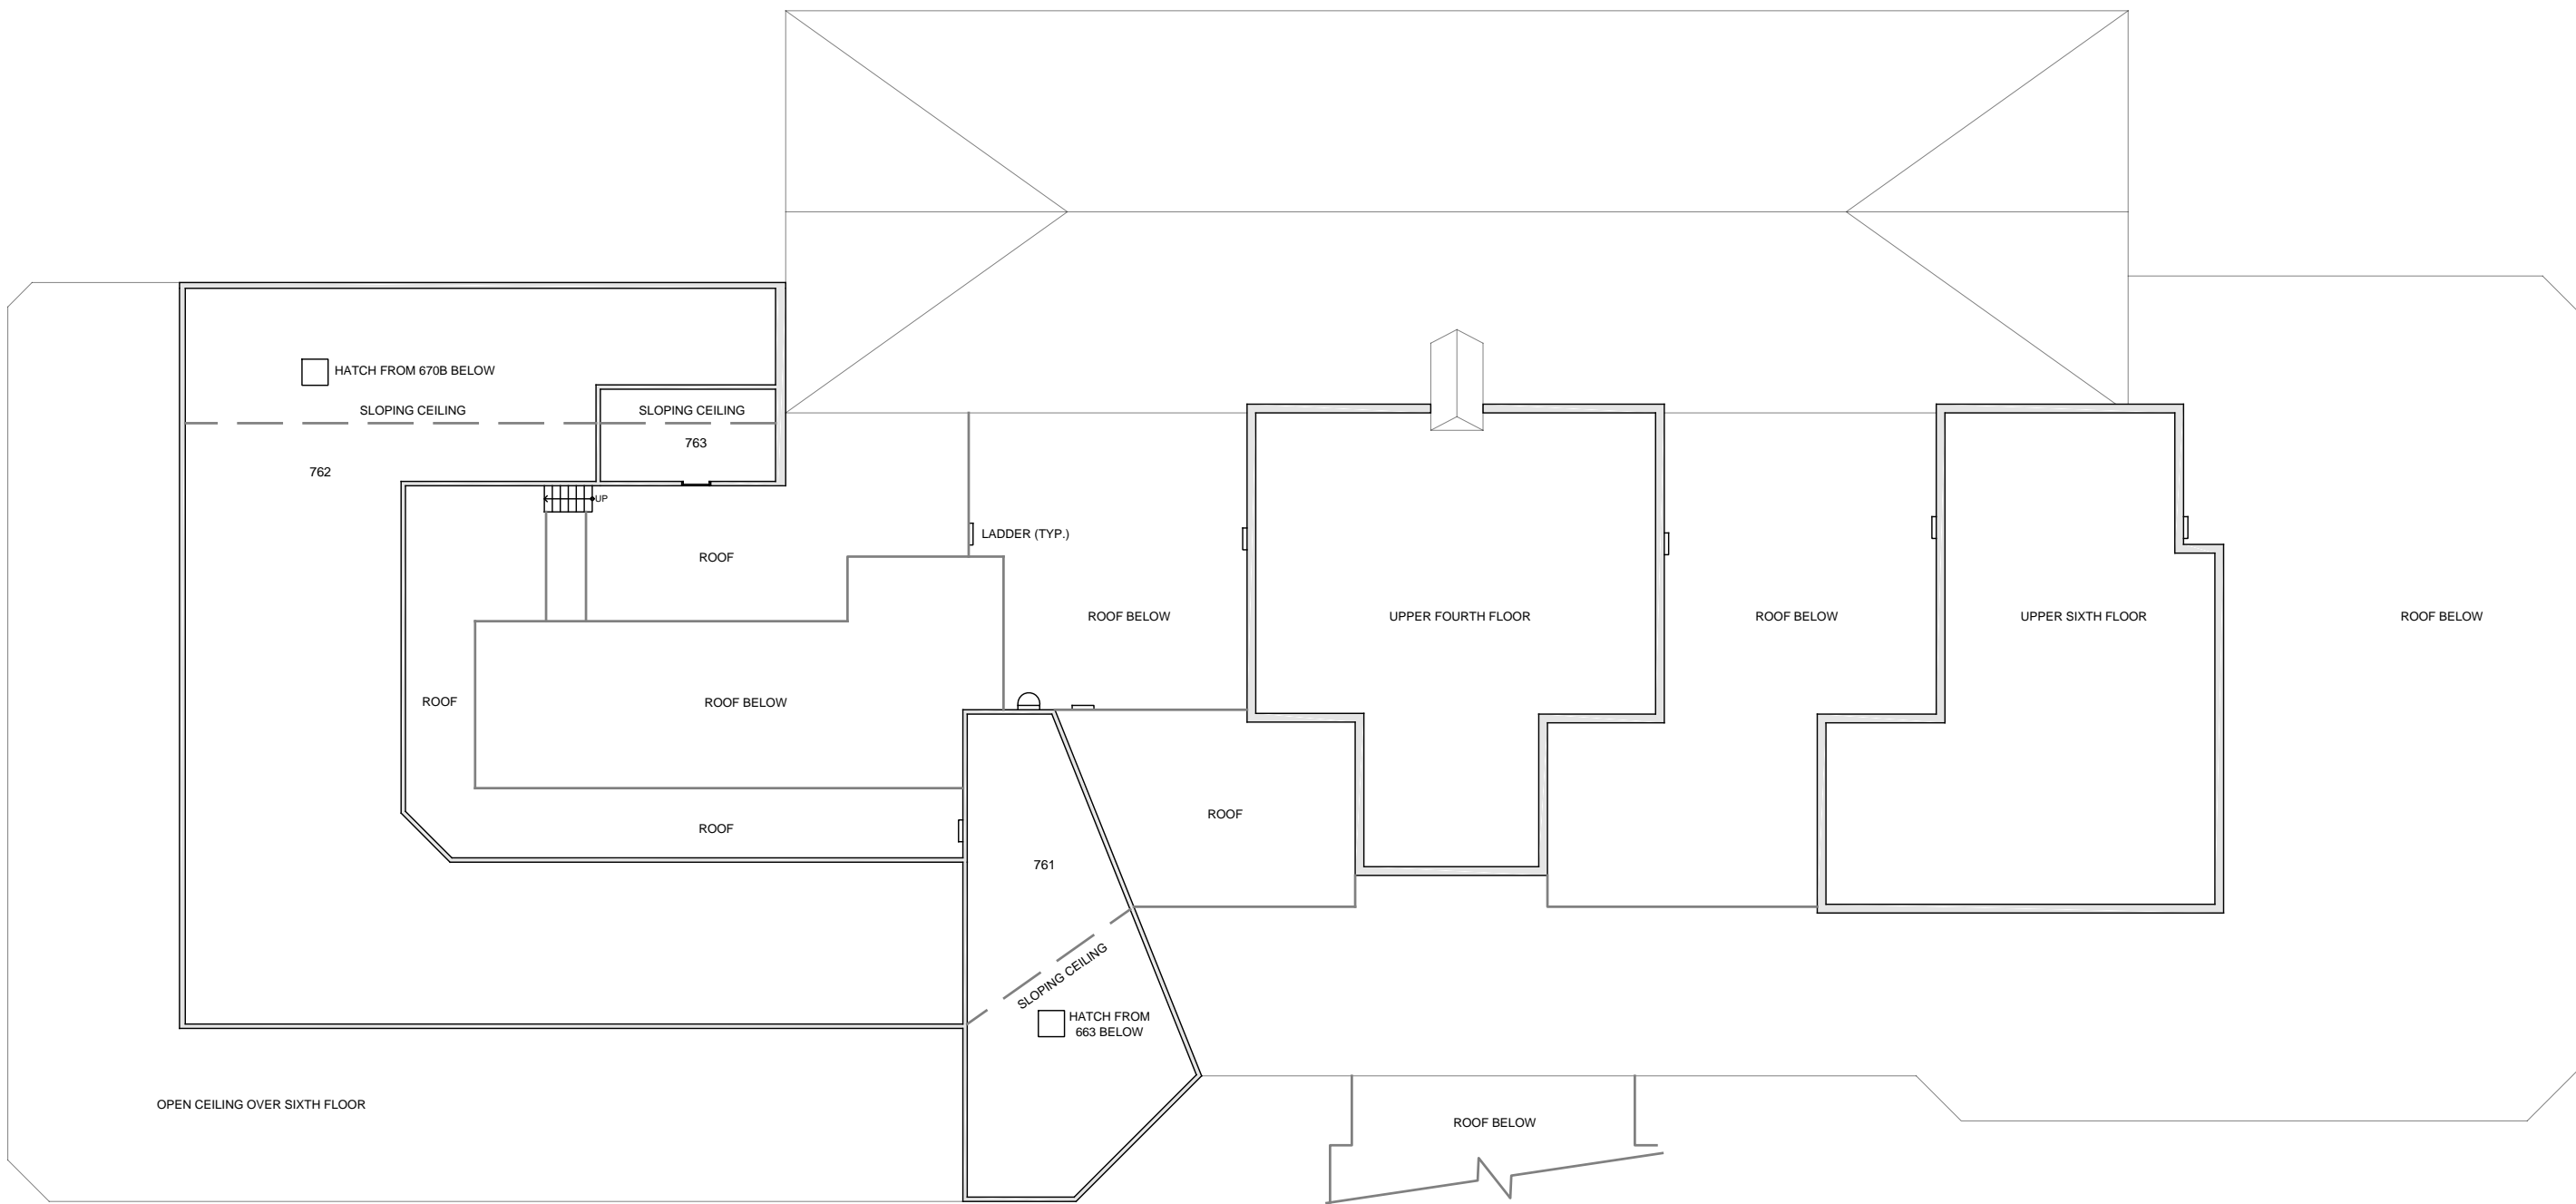 HATCH FROM 670B BELOW
SLOPING CEILING
SLOPING CEILING
763
762
UP
LADDER (TYP.)
ROOF
ROOF BELOW
UPPER FOURTH FLOOR
ROOF BELOW
UPPER SIXTH FLOOR
ROOF BELOW
ROOF
ROOF BELOW
ROOF
ROOF
761
SLOPING CEILING
HATCH FROM
663 BELOW
OPEN CEILING OVER SIXTH FLOOR
ROOF BELOW